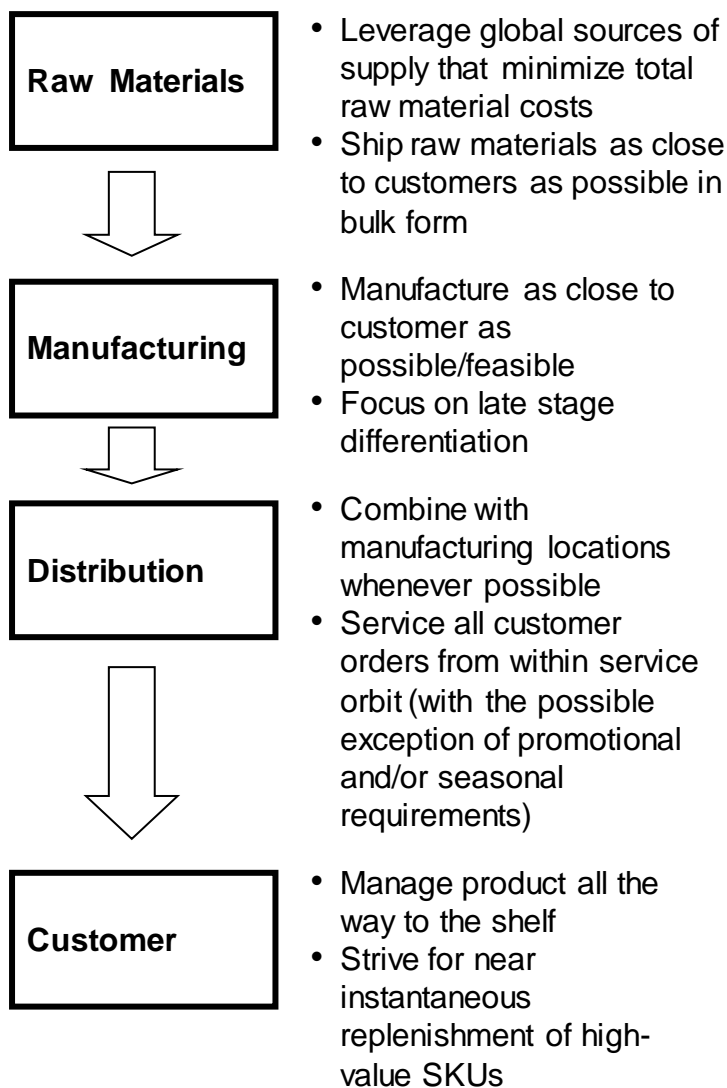 Raw Materials
• Leverage global sources of
supply that minimize total
raw material costs
• Ship raw materials as close
to customers as possible in
bulk form
Manufacturing
• Manufacture as close to
customer as
possible/feasible
• Focus on late stage
differentiation
Distribution
• Combine with
manufacturing locations
whenever possible
• Service all customer
orders from within service
orbit (with the possible
exception of promotional
and/or seasonal
requirements)
Customer
• Manage product all the
way to the shelf
• Strive for near
instantaneous
replenishment of high-
value SKUs